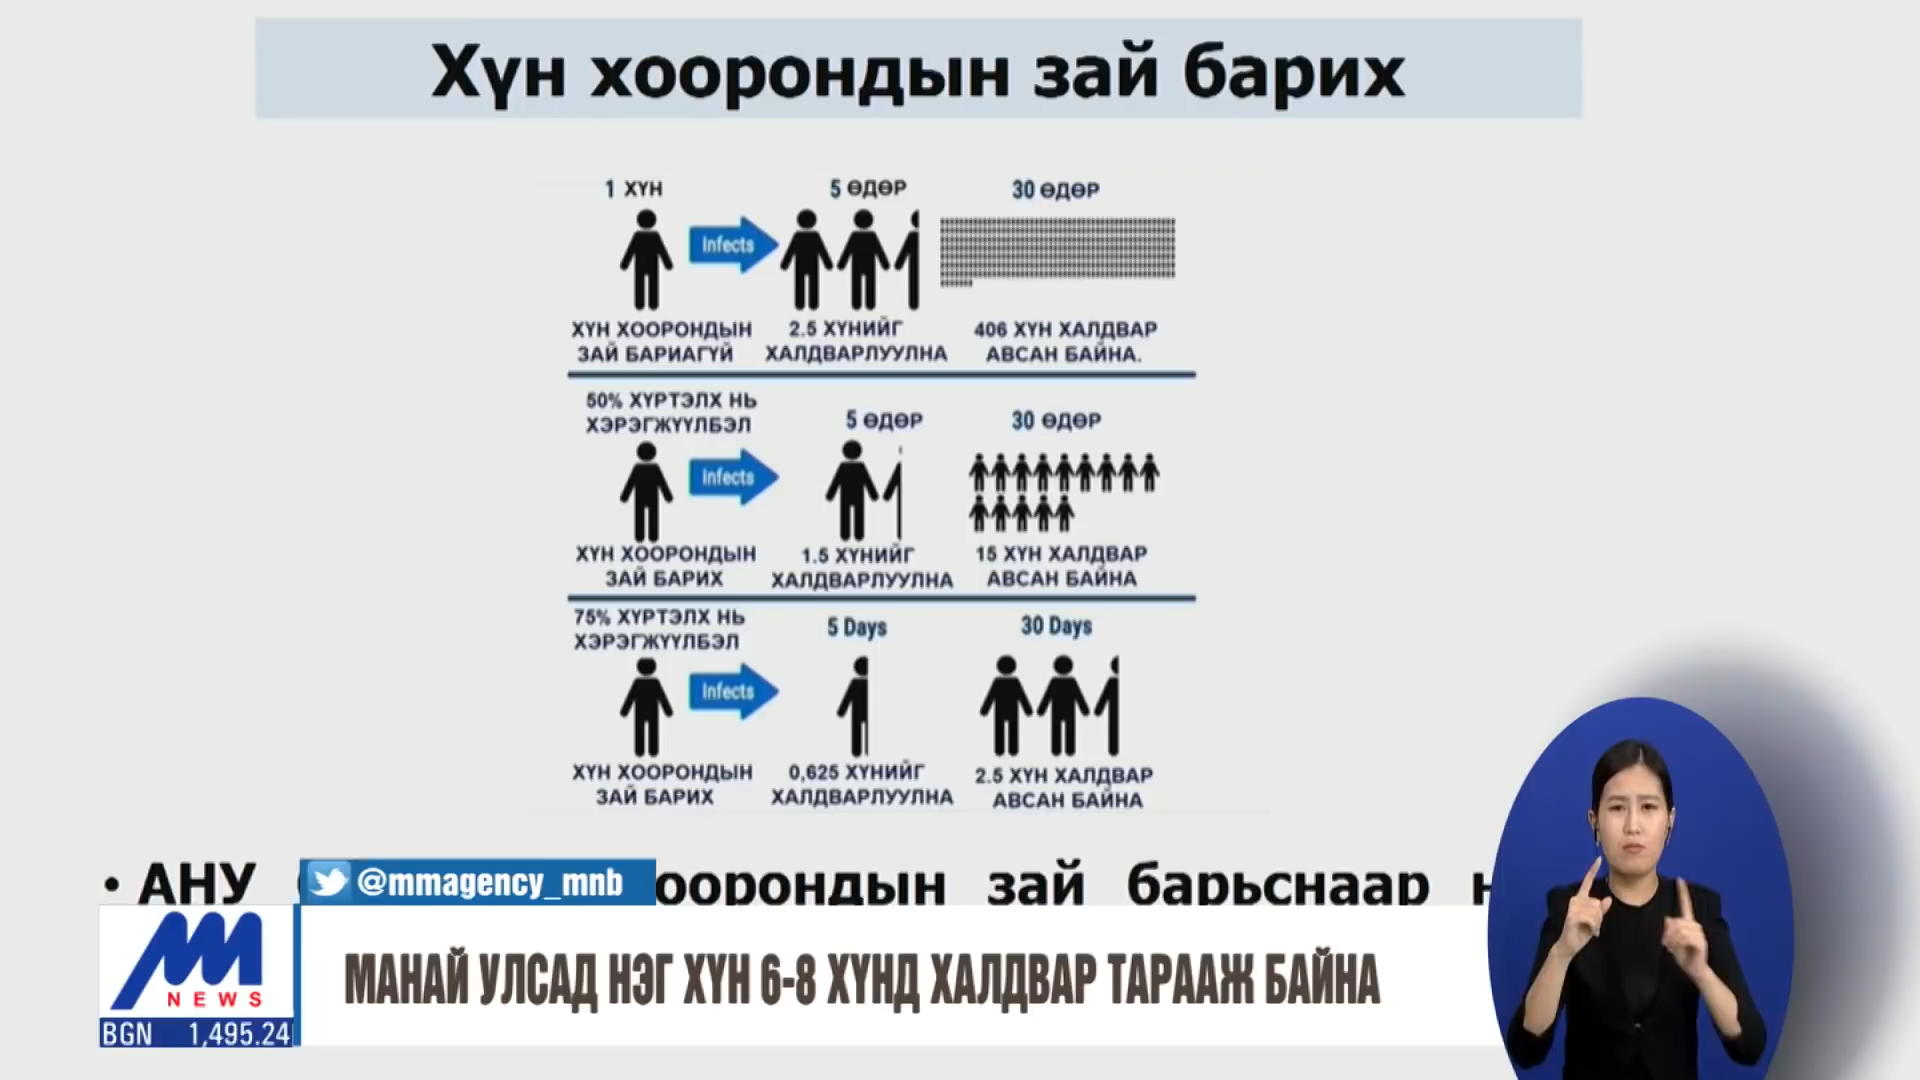 Хүн хоорондын зай барих
1 ХҮН
5 ӨДӨР
30 ӨДӨР
Infects
ХҮН ХООРОНДЫН
ЗАЙ БАРИАГҮЙ
2.5 ХҮНИЙГ
ХАЛДВАРЛУУЛНА
406 ХҮН ХАЛДВАР
АВСАН БАЙНА.
50% ХҮРТЭЛХ НЬ
ХЭРЭГЖҮҮЛБЭЛ
5 ӨДӨР
30 ӨДӨР
Infects
ХҮН ХООРОНДЫН
ЗАЙ БАРИХ
1.5 ХҮНИЙГ
ХАЛДВАРЛУУЛНА
15 ХҮН ХАЛДВАР
АВСАН БАЙНА
75% ХҮРТЭЛХ НЬ
ХЭРЭГЖҮҮЛБЭЛ
5 Days
30 Days
Infects
ХҮН ХООРОНДЫН
ЗАЙ БАРИХ
0,625 ХҮНИЙГ
ХАЛДВАРЛУУЛНА
2.5 ХҮН ХАЛДВАР
АВСАН БАЙНА
• АНУ оорондын зай барьснаар
@mmagency_mnb
MM
NEWS
МАНАЙ УЛСАД НЭГ ХҮН 6-8 ХҮНД ХАЛДВАР ТАРААЖ БАЙНА
BGN 1,495.24